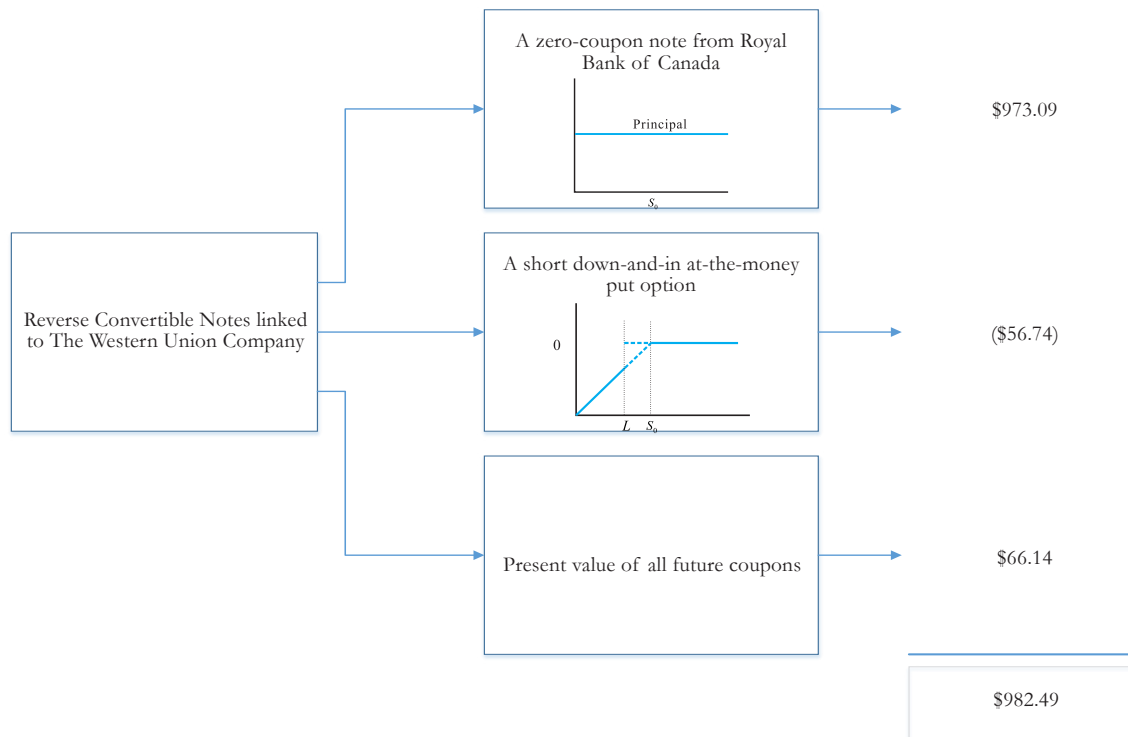 A zero-coupon note from Royal
Bank of Canada
Principal
S₀
$973.09
Reverse Convertible Notes linked
to The Western Union Company
A short down-and-in at-the-money
put option
0
L S₀
($56.74)
Present value of all future coupons
$66.14
$982.49